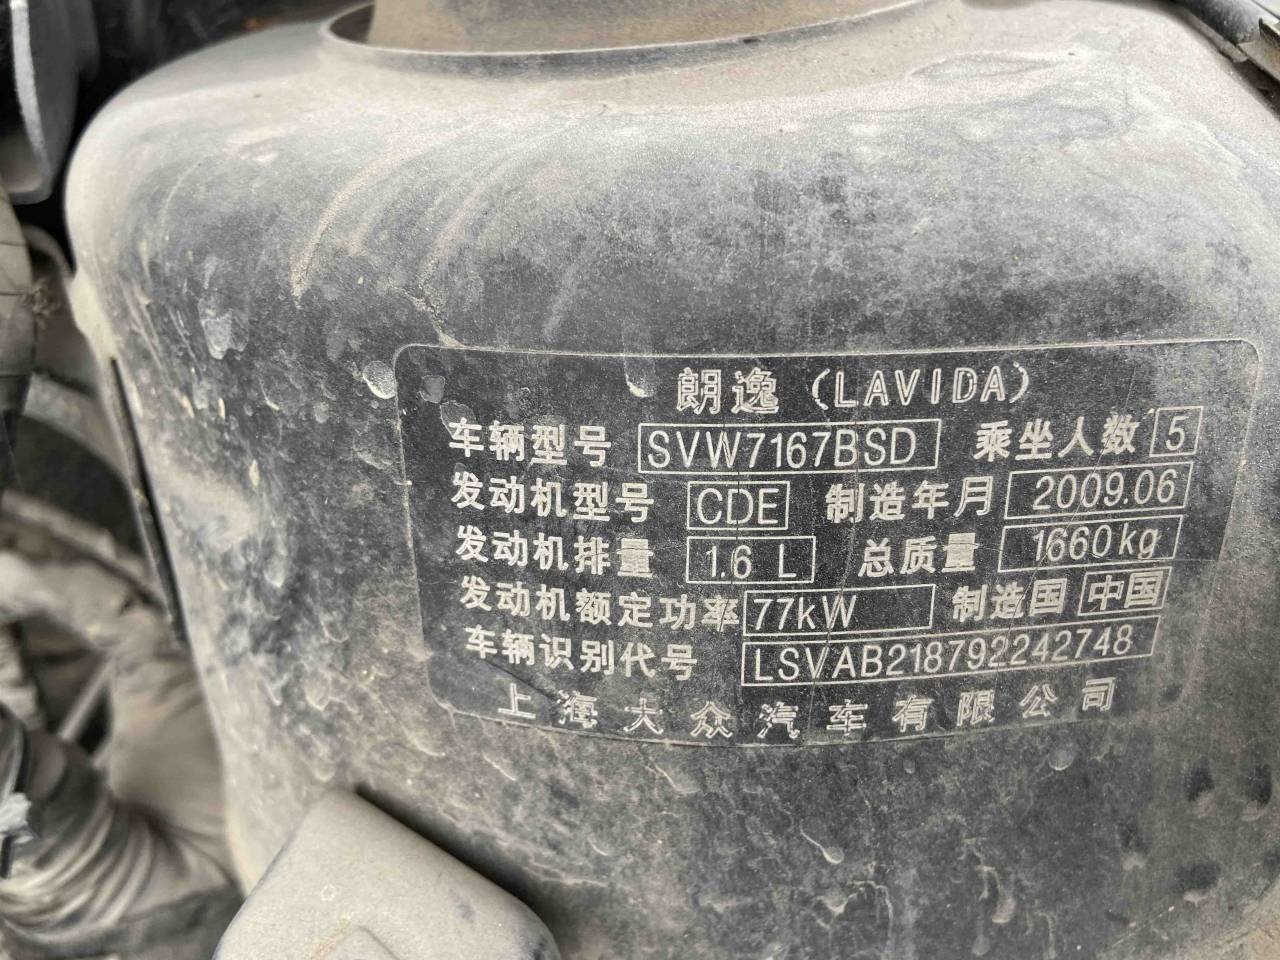 朗逸（LAVIDA）
车辆型号 SVW7167BSD 乘坐人数 5
发动机型号 CDE 制造年月 2009.06
发动机排量 1.6 L 总质量 1660kg
发动机额定功率 77kW 制造国 中国
车辆识别代号 LSVAB218792242748
上海大众汽车有限公司